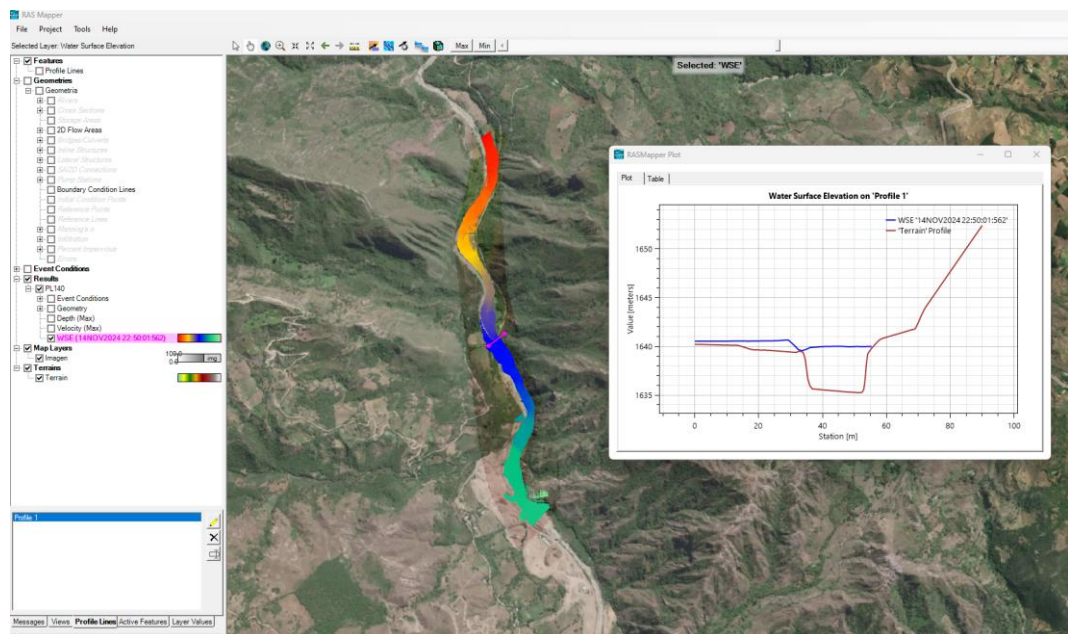 RAS Mapper
File Project Tools Help
Selected Layer: Water Surface Elevation
Max Min
Features
Profile Lines
Geometries
Geometria
Rivers
Cross Sections
Storage Areas
2D Flow Areas
Bridges/Culverts
Inline Structures
Lateral Structures
SA/2D Connections
Pump Stations
Boundary Condition Lines
Initial Condition Points
Reference Points
Reference Lines
Manning's n
Infiltration
Percent Impervious
Errors
Event Conditions
Results
PL140
Event Conditions
Geometry
Depth (Max)
Velocity (Max)
WSE (14NOV2024 22:50:01:562)
Map Layers
Imagen
img
Terrains
Terrain
Profile 1
Messages Views Profile Lines Active Features Layer Values
Selected: 'WSE'
RASMapper Plot
Plot Table
Water Surface Elevation on 'Profile 1'
WSE '14NOV2024 22:50:01:562'
'Terrain' Profile
Value [meters]
1650
1645
1640
1635
0 20 40 60 80 100
Station [m]